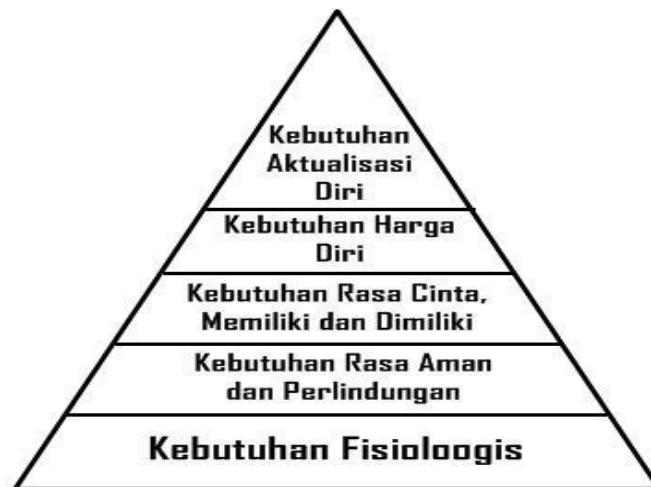 Kebutuhan
Aktualisasi
Diri
Kebutuhan Harga
Diri
Kebutuhan Rasa Cinta,
Memiliki dan Dimiliki
Kebutuhan Rasa Aman
dan Perlindungan
Kebutuhan Fisioloogis